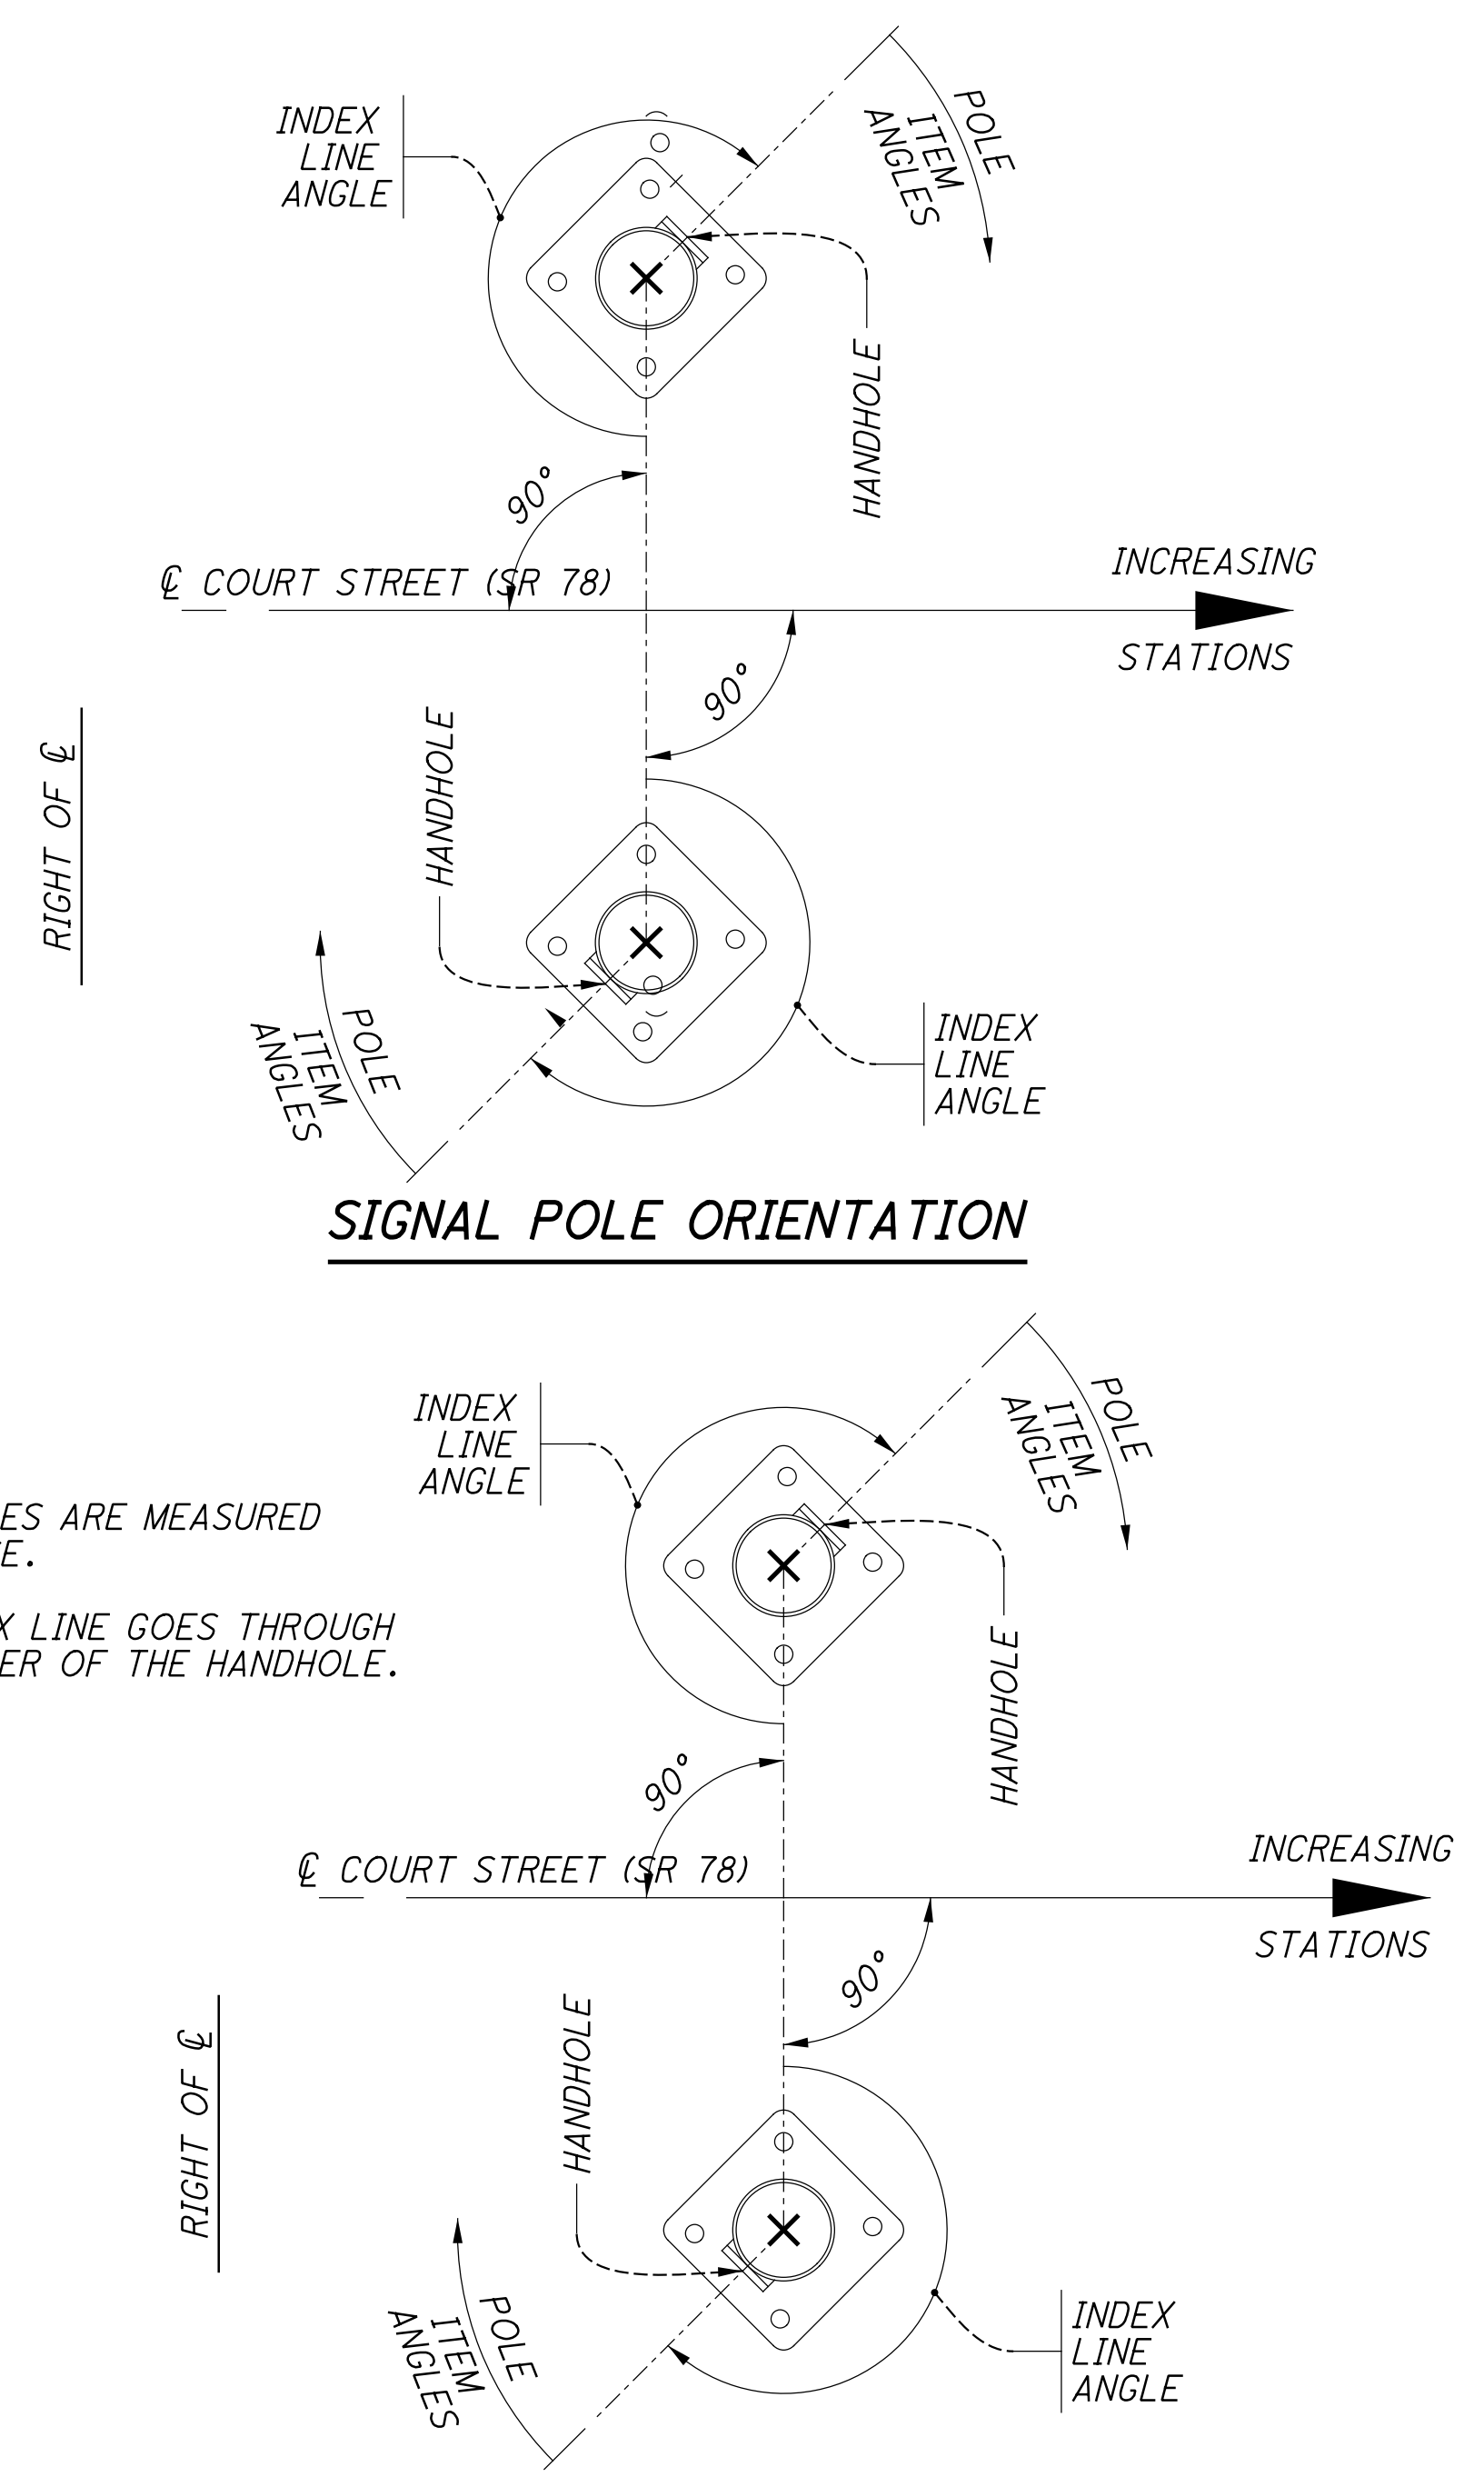 INDEX
LINE
ANGLE
POLE
ITEM
ANGLES
HANDHOLE
90°
℄ COURT STREET (SR 78)
INCREASING
STATIONS
90°
HANDHOLE
RIGHT OF ℄
POLE
ITEM
ANGLES
INDEX
LINE
ANGLE
SIGNAL POLE ORIENTATION
INDEX
LINE
ANGLE
POLE
ITEM
ANGLES
ES ARE MEASURED
E.
X LINE GOES THROUGH
ER OF THE HANDHOLE.
HANDHOLE
90°
℄ COURT STREET (SR 78)
INCREASING
STATIONS
90°
HANDHOLE
RIGHT OF ℄
POLE
ITEM
ANGLES
INDEX
LINE
ANGLE